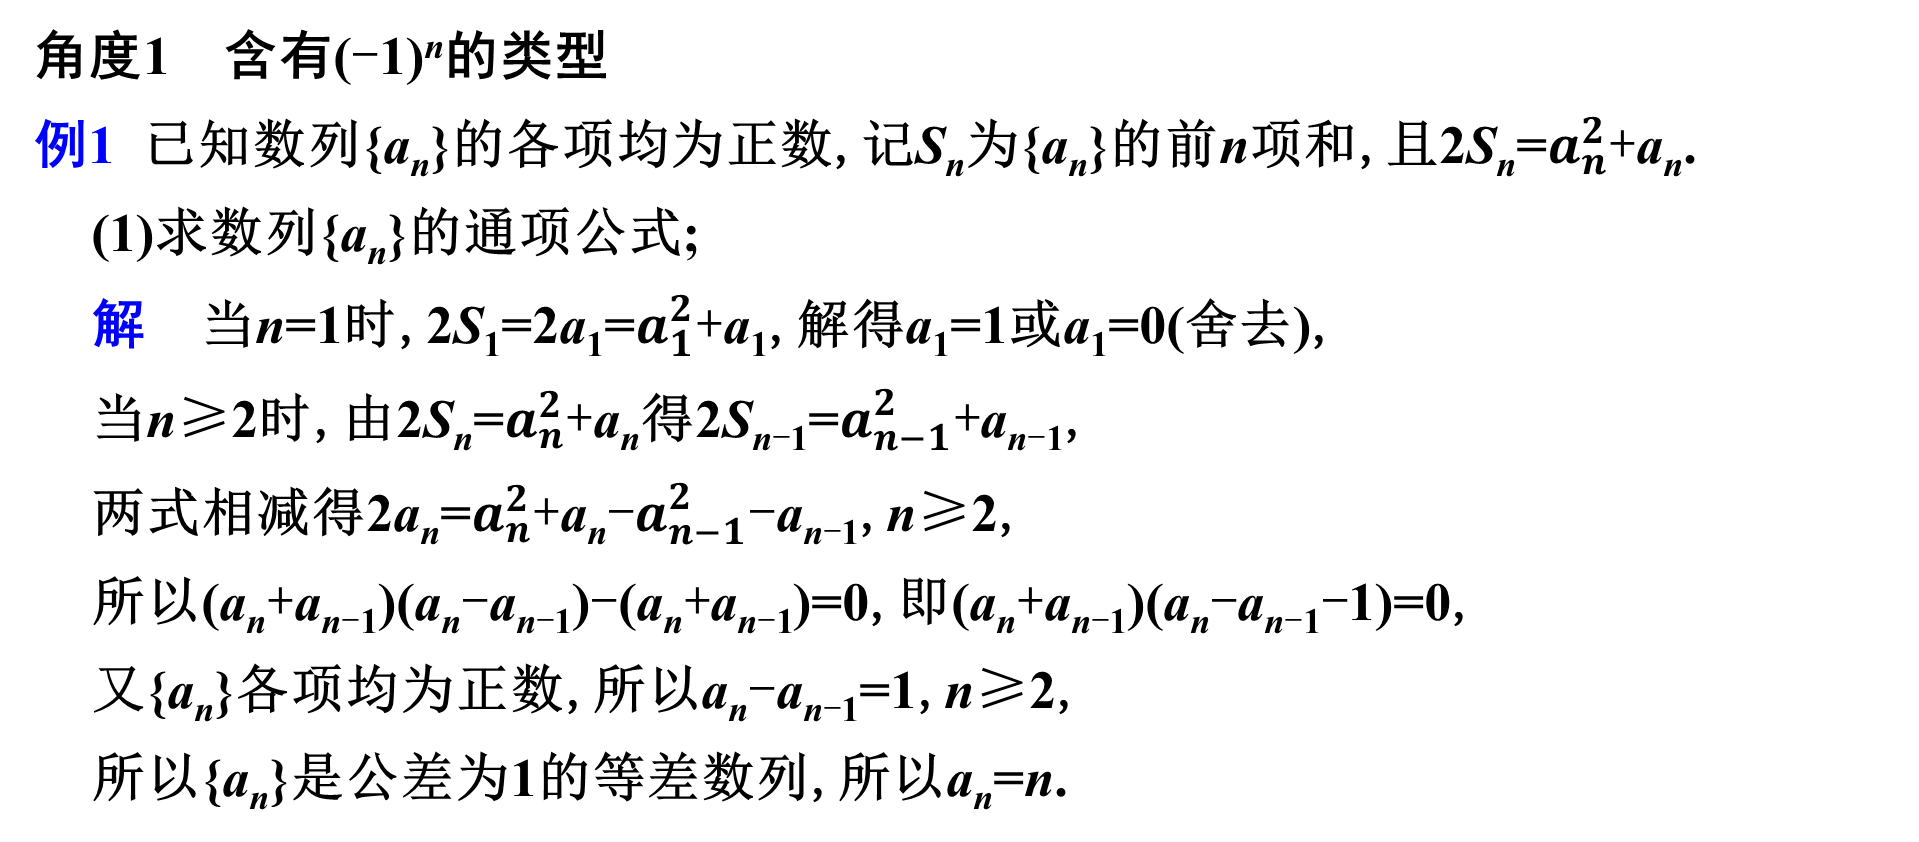 角度1 含有(−1)ⁿ的类型
例1 已知数列{aₙ}的各项均为正数,记Sₙ为{aₙ}的前n项和,且2Sₙ=aₙ²+aₙ.
(1)求数列{aₙ}的通项公式;
解 当n=1时,2S₁=2a₁=a₁²+a₁,解得a₁=1或a₁=0(舍去),
当n≥2时,由2Sₙ=aₙ²+aₙ得2Sₙ₋₁=aₙ₋₁²+aₙ₋₁,
两式相减得2aₙ=aₙ²+aₙ−aₙ₋₁²−aₙ₋₁,n≥2,
所以(aₙ+aₙ₋₁)(aₙ−aₙ₋₁)−(aₙ+aₙ₋₁)=0,即(aₙ+aₙ₋₁)(aₙ−aₙ₋₁−1)=0,
又{aₙ}各项均为正数,所以aₙ−aₙ₋₁=1,n≥2,
所以{aₙ}是公差为1的等差数列,所以aₙ=n.